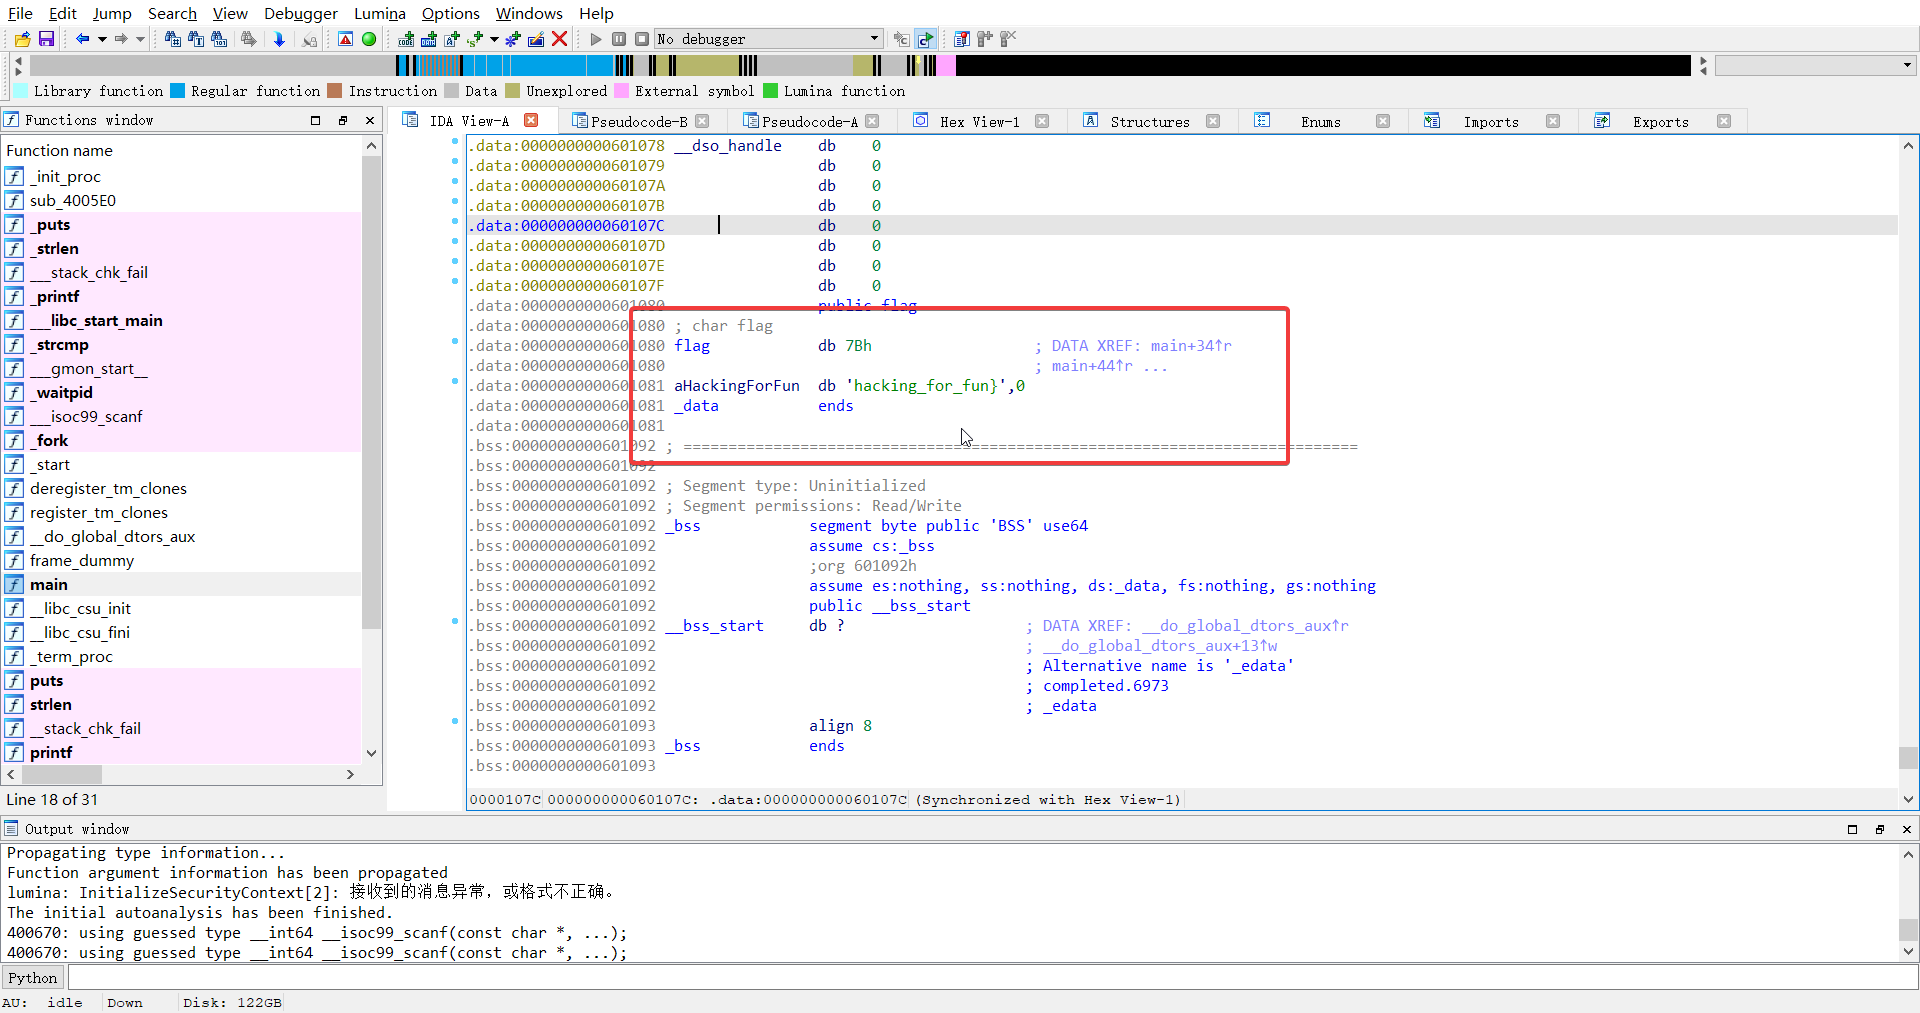 File Edit Jump Search View Debugger Lumina Options Windows Help
No debugger
Library function Regular function Instruction Data Unexplored External symbol Lumina function
Functions window
IDA View-A Pseudocode-B Pseudocode-A Hex View-1 Structures Enums Imports Exports
Function name
_init_proc
sub_4005E0
_puts
_strlen
___stack_chk_fail
_printf
___libc_start_main
_strcmp
___gmon_start__
_waitpid
___isoc99_scanf
_fork
_start
deregister_tm_clones
register_tm_clones
__do_global_dtors_aux
frame_dummy
main
__libc_csu_init
__libc_csu_fini
_term_proc
puts
strlen
__stack_chk_fail
printf
Line 18 of 31
.data:0000000000601078 __dso_handle db 0
.data:0000000000601079 db 0
.data:000000000060107A db 0
.data:000000000060107B db 0
.data:000000000060107C db 0
.data:000000000060107D db 0
.data:000000000060107E db 0
.data:000000000060107F db 0
.data:0000000000601080 public flag
.data:0000000000601080 ; char flag
.data:0000000000601080 flag db 7Bh ; DATA XREF: main+34↑r
.data:0000000000601080 ; main+44↑r ...
.data:0000000000601081 aHackingForFun db 'hacking_for_fun}',0
.data:0000000000601081 _data ends
.data:0000000000601081
.bss:0000000000601092 ; ===========================================================================
.bss:0000000000601092
.bss:0000000000601092 ; Segment type: Uninitialized
.bss:0000000000601092 ; Segment permissions: Read/Write
.bss:0000000000601092 _bss segment byte public 'BSS' use64
.bss:0000000000601092 assume cs:_bss
.bss:0000000000601092 ;org 601092h
.bss:0000000000601092 assume es:nothing, ss:nothing, ds:_data, fs:nothing, gs:nothing
.bss:0000000000601092 public __bss_start
.bss:0000000000601092 __bss_start db ? ; DATA XREF: __do_global_dtors_aux↑r
.bss:0000000000601092 ; __do_global_dtors_aux+13↑w
.bss:0000000000601092 ; Alternative name is '_edata'
.bss:0000000000601092 ; completed.6973
.bss:0000000000601092 ; _edata
.bss:0000000000601093 align 8
.bss:0000000000601093 _bss ends
.bss:0000000000601093
0000107C 000000000060107C: .data:000000000060107C (Synchronized with Hex View-1)
Output window
Propagating type information...
Function argument information has been propagated
lumina: InitializeSecurityContext[2]: 接收到的消息异常，或格式不正确。
The initial autoanalysis has been finished.
400670: using guessed type __int64 __isoc99_scanf(const char *, ...);
400670: using guessed type __int64 __isoc99_scanf(const char *, ...);
Python
AU: idle Down Disk: 122GB